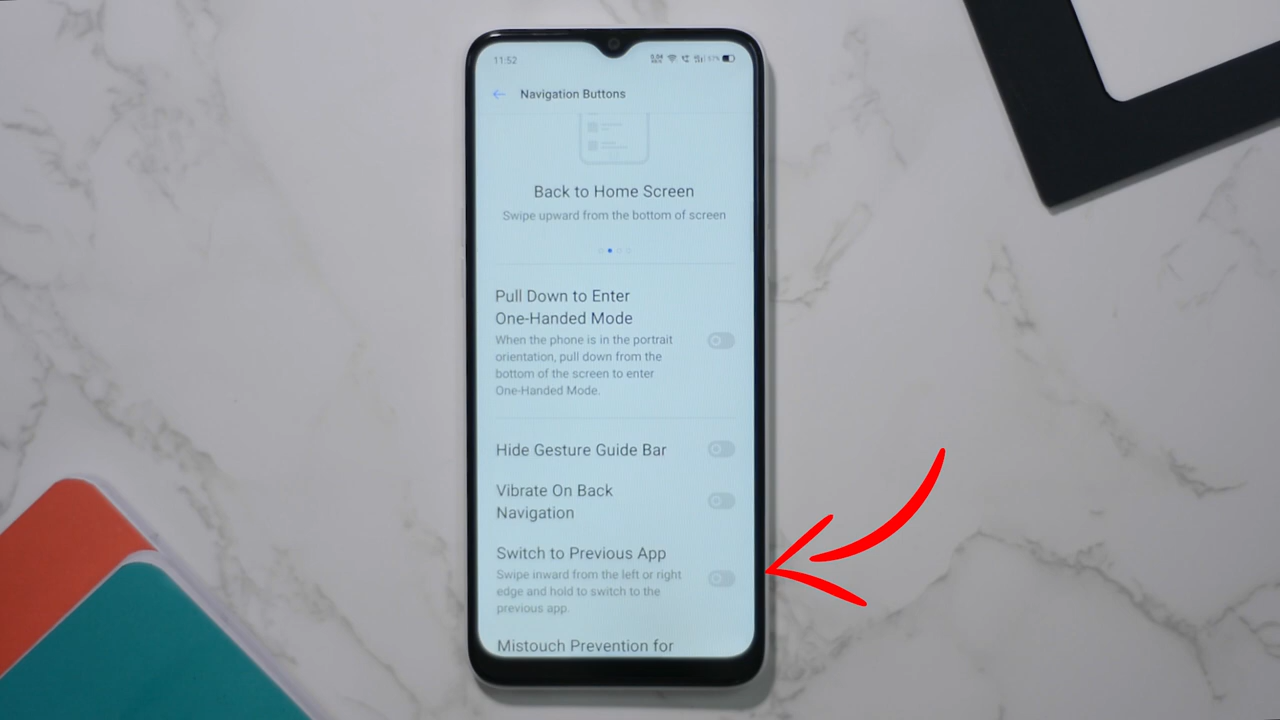 11:52
57%
Navigation Buttons
Back to Home Screen
Swipe upward from the bottom of screen
Pull Down to Enter
One-Handed Mode
When the phone is in the portrait
orientation, pull down from the
bottom of the screen to enter
One-Handed Mode.
Hide Gesture Guide Bar
Vibrate On Back
Navigation
Switch to Previous App
Swipe inward from the left or right
edge and hold to switch to the
previous app.
Mistouch Prevention for